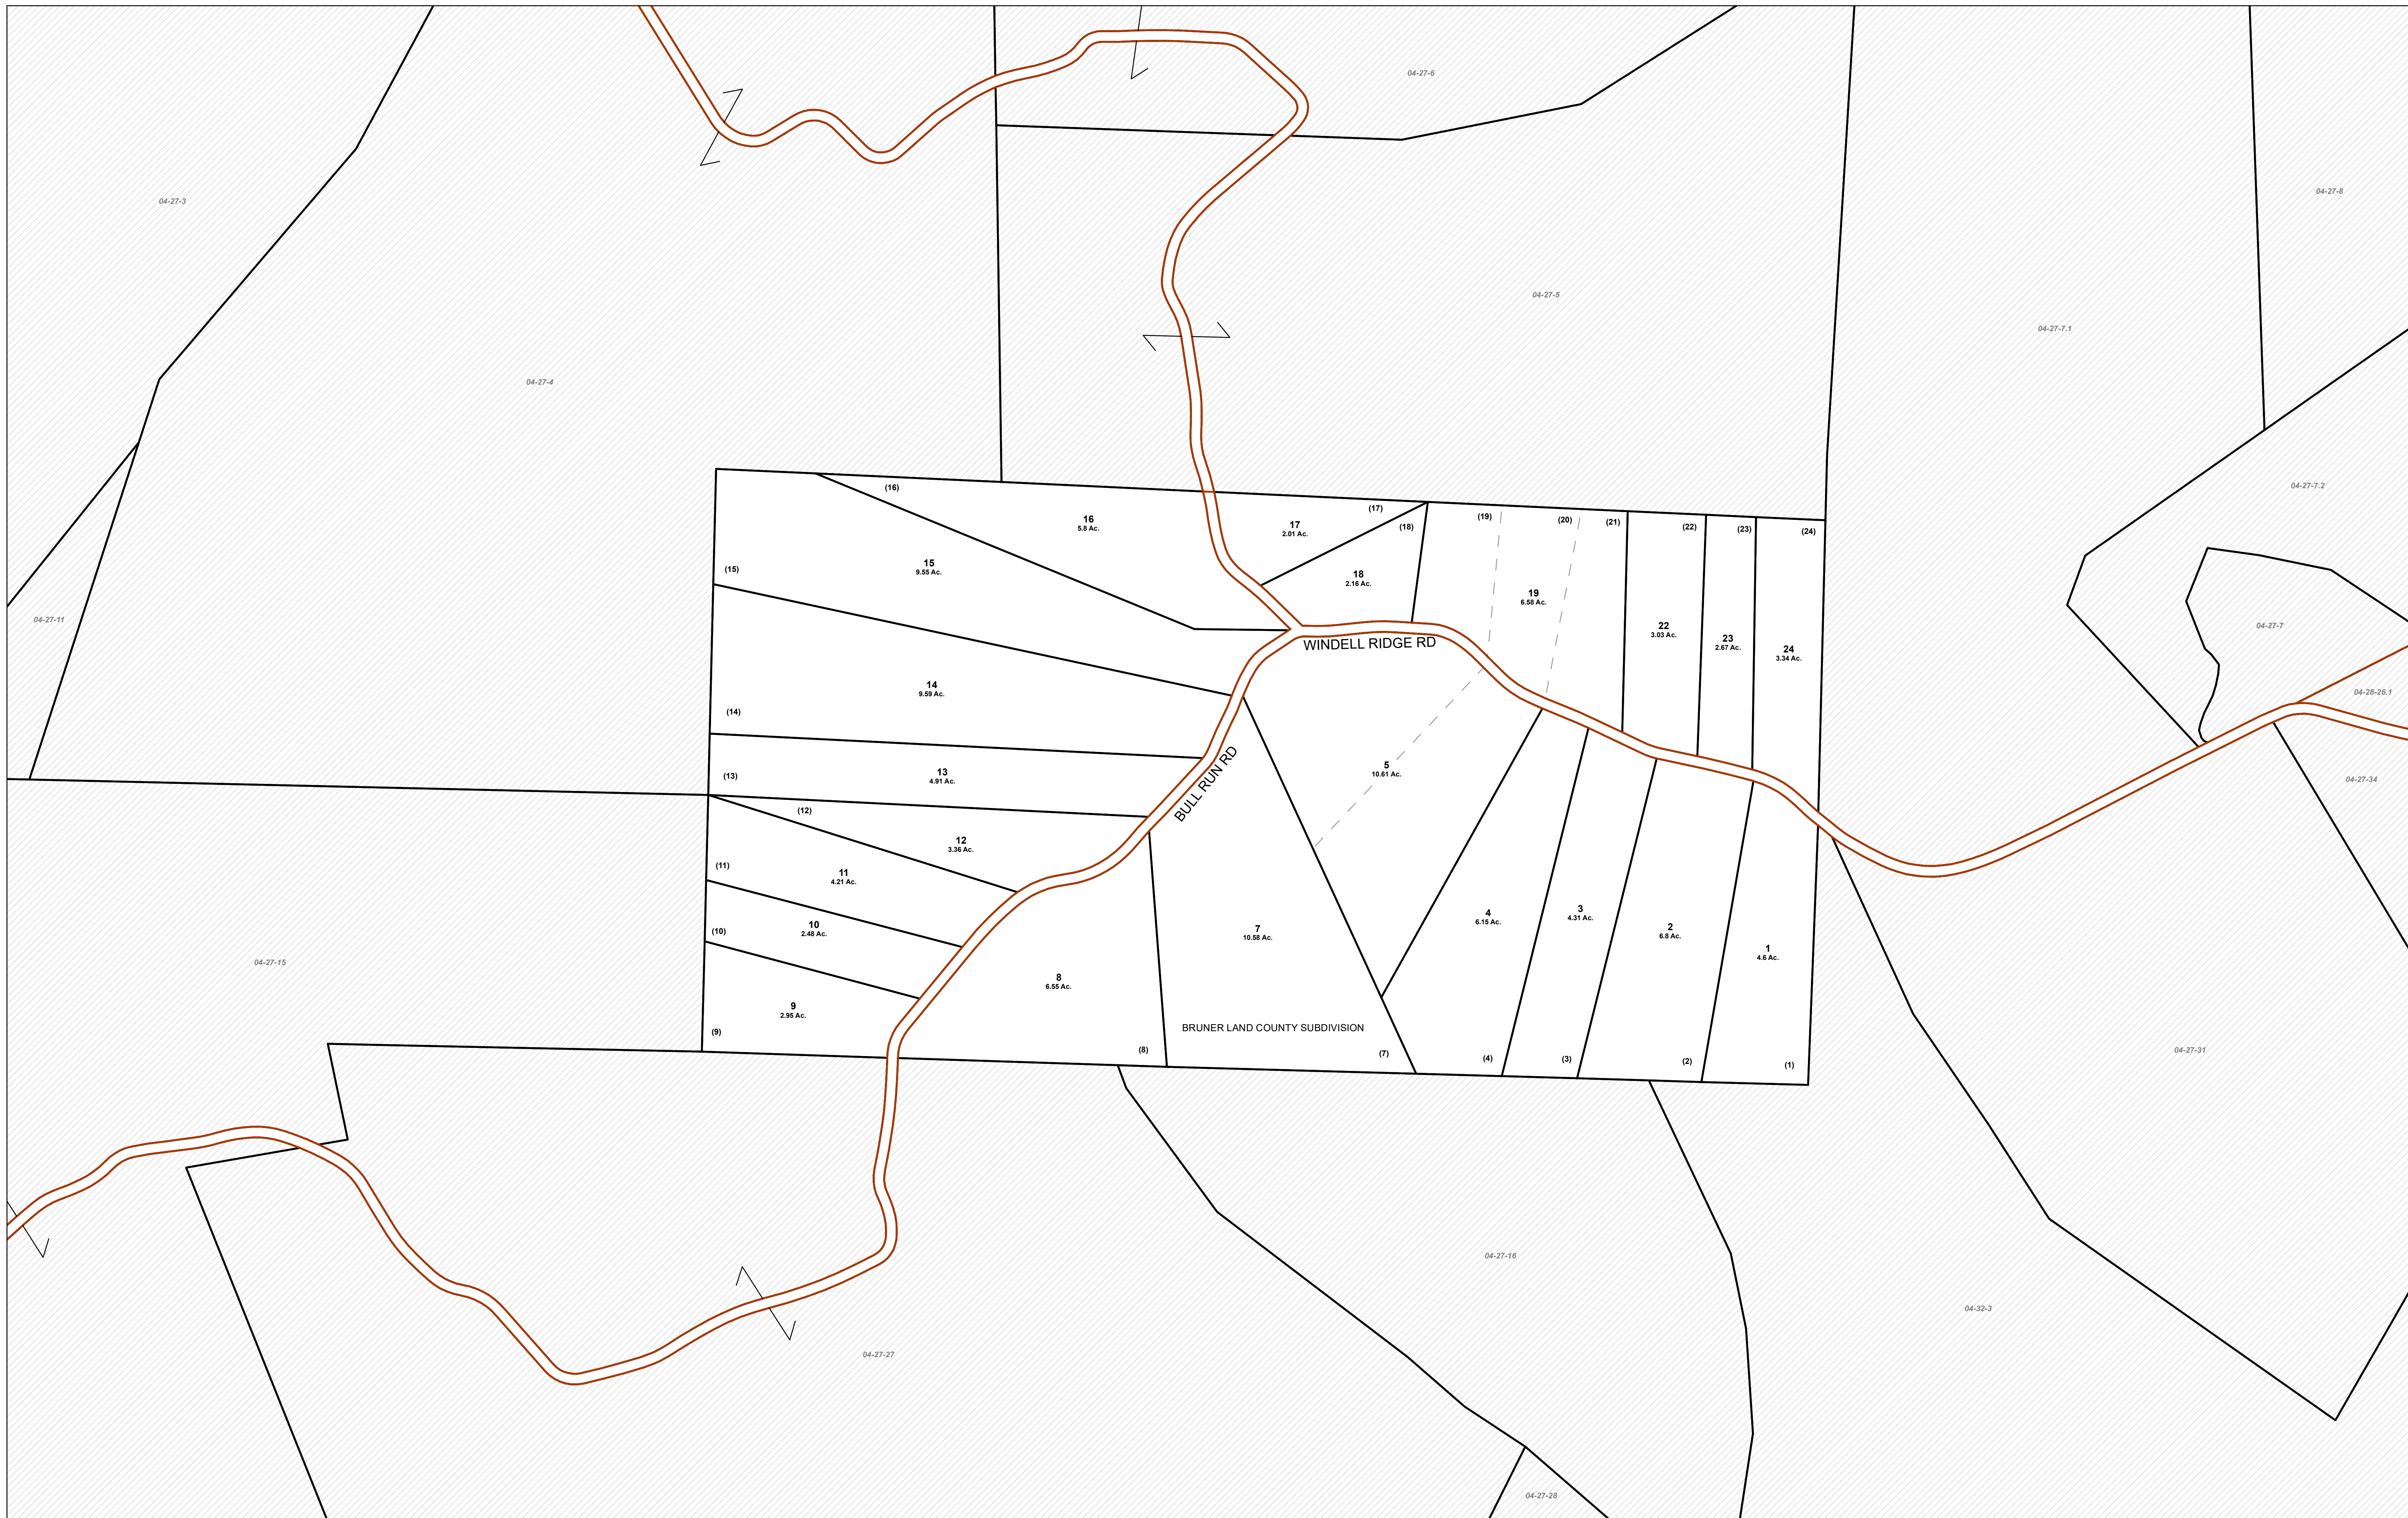 04-27-6
04-27-8
04-27-3
04-27-5
04-27-7.1
04-27-4
04-27-7.2
(16)
(17)
(19)
(20)
(21)
(22)
(23)
(24)
16
5.8 Ac.
17
2.01 Ac.
(18)
15
9.55 Ac.
(15)
18
2.16 Ac.
19
6.58 Ac.
04-27-11
22
3.03 Ac.
23
2.67 Ac.
24
3.34 Ac.
04-27-7
WINDELL RIDGE RD
14
9.59 Ac.
04-28-26.1
(14)
13
4.91 Ac.
(13)
BULL RUN RD
5
10.61 Ac.
04-27-34
(12)
12
3.36 Ac.
(11)
11
4.21 Ac.
10
2.48 Ac.
(10)
4
6.15 Ac.
3
4.31 Ac.
2
6.8 Ac.
7
10.58 Ac.
1
4.6 Ac.
04-27-15
8
6.55 Ac.
9
2.95 Ac.
(9)
BRUNER LAND COUNTY SUBDIVISION
(8)
(7)
(4)
(3)
(2)
(1)
04-27-31
04-27-16
04-32-3
04-27-27
04-27-28